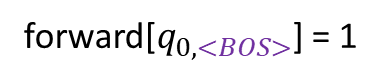 forward[q0,<BOS>] = 1